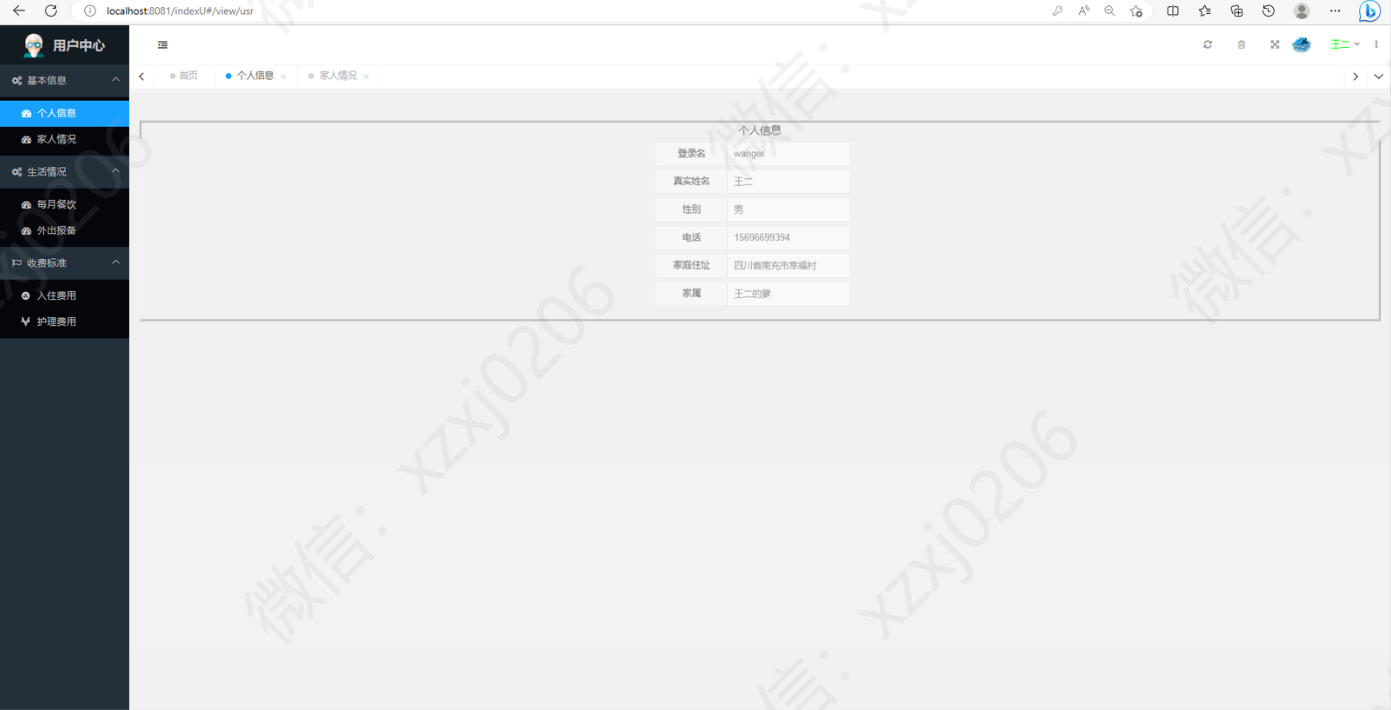 localhost:8081/indexU#/view/usr
用户中心
王二
基本信息
个人信息
家人情况
生活情况
每月餐饮
外出报备
收费标准
入住费用
护理费用
首页
个人信息
家人情况
个人信息
登录名 wanger
真实姓名 王二
性别 男
电话 15696699394
家庭住址 四川省南充市幸福村
家属 王二的爹
微信：xzxj0206
微信：xzxj0206